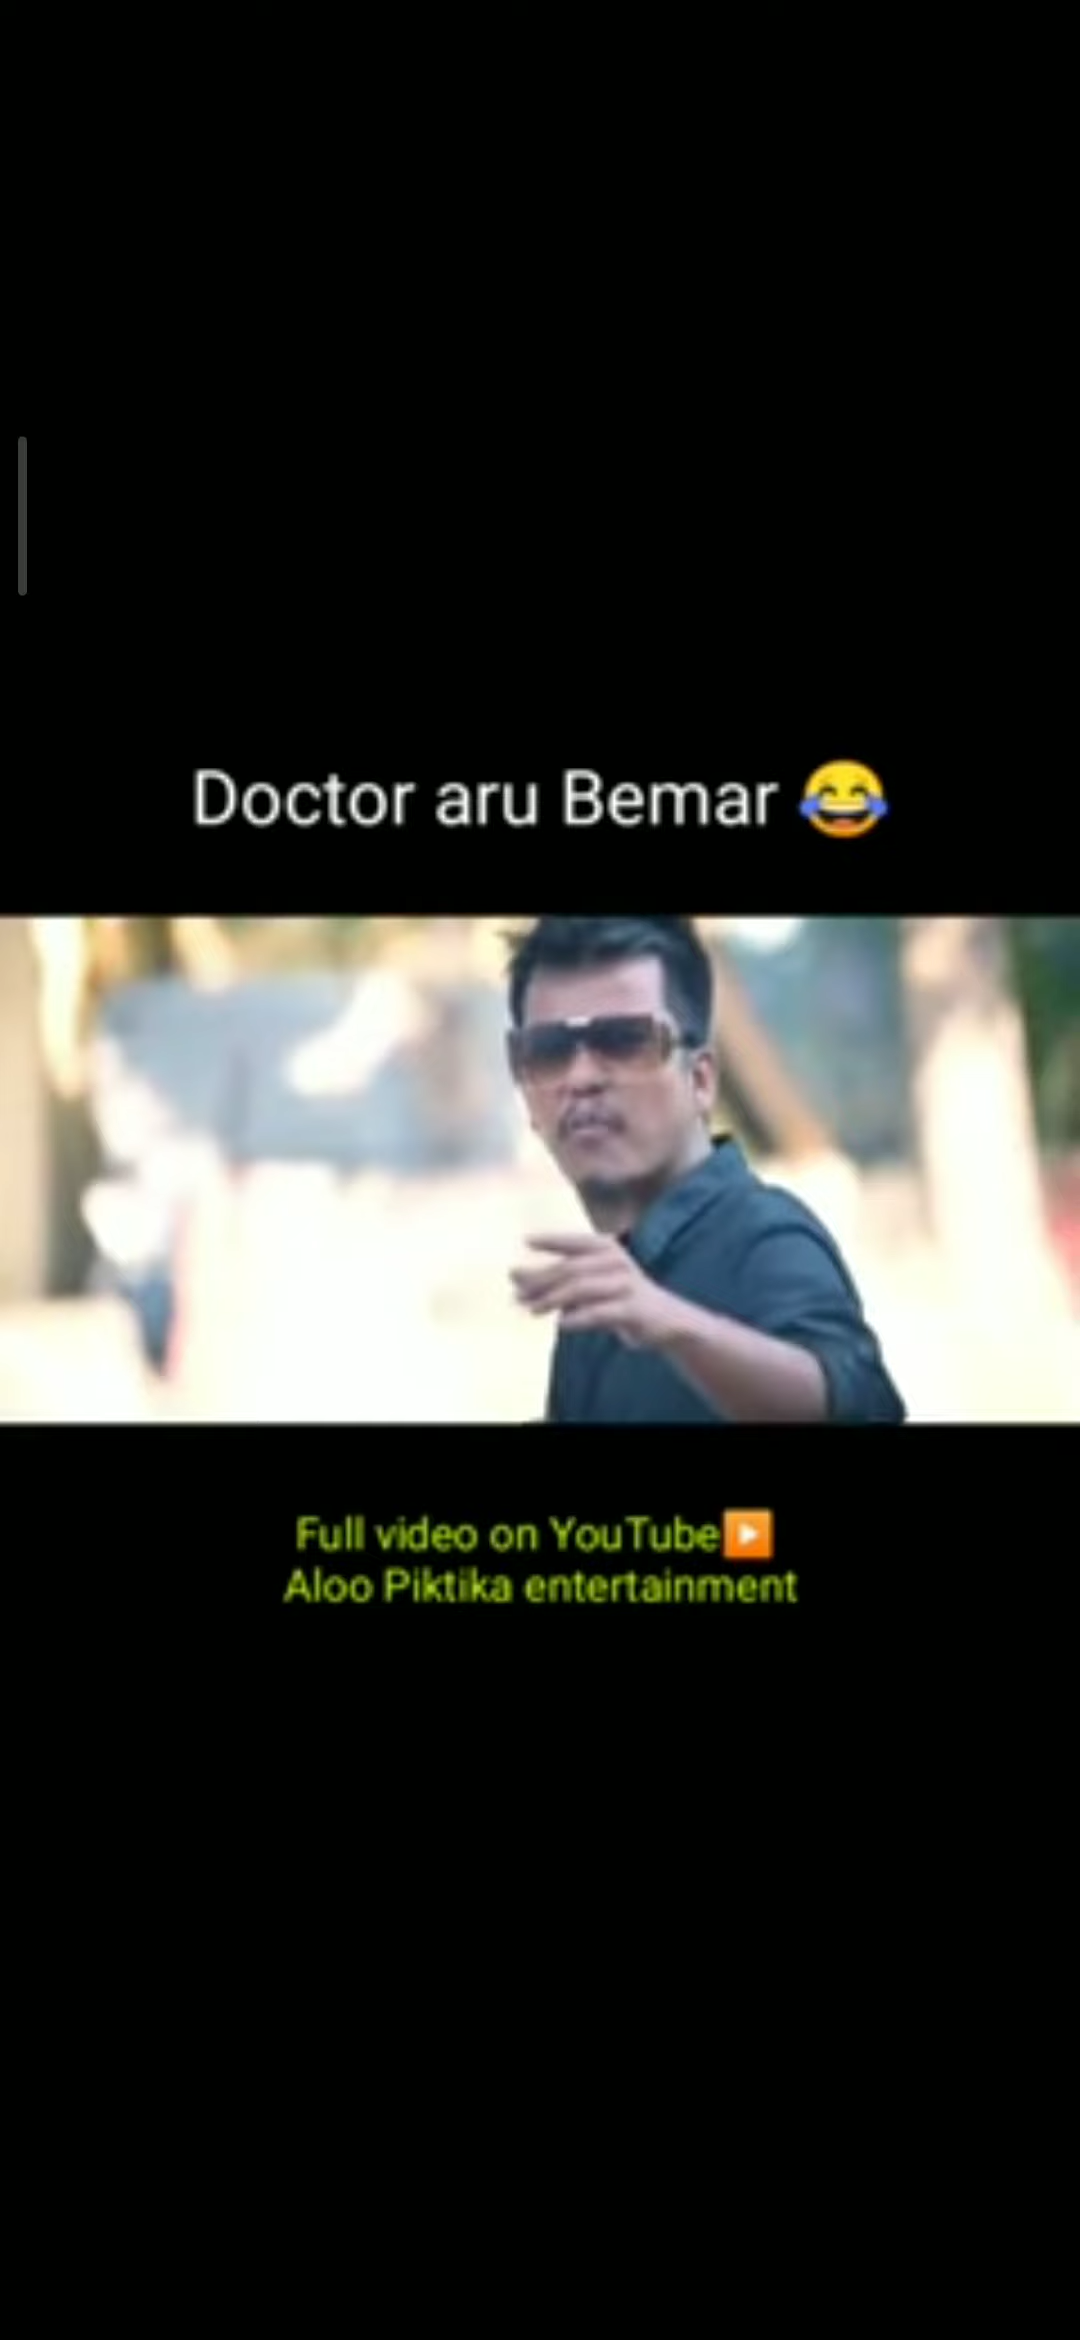 Doctor aru Bemar 😂
Full video on YouTube▶️
Aloo Piktika entertainment